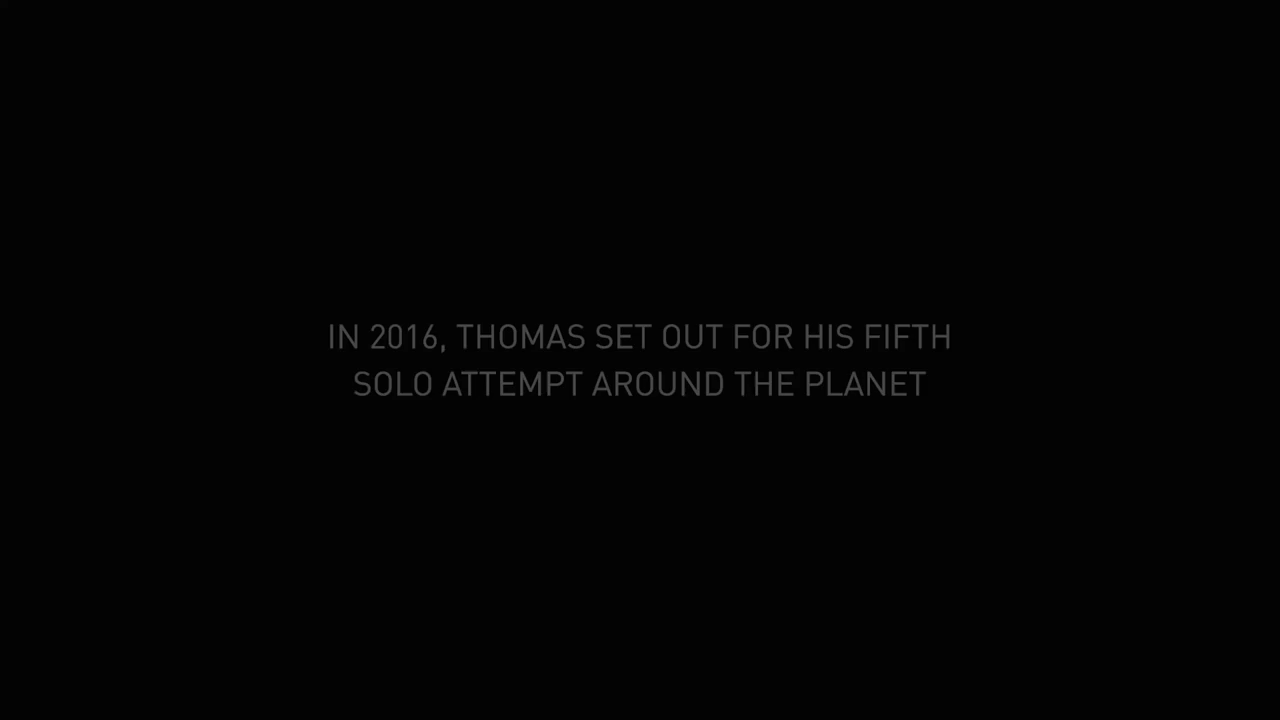 IN 2016, THOMAS SET OUT FOR HIS FIFTH
SOLO ATTEMPT AROUND THE PLANET